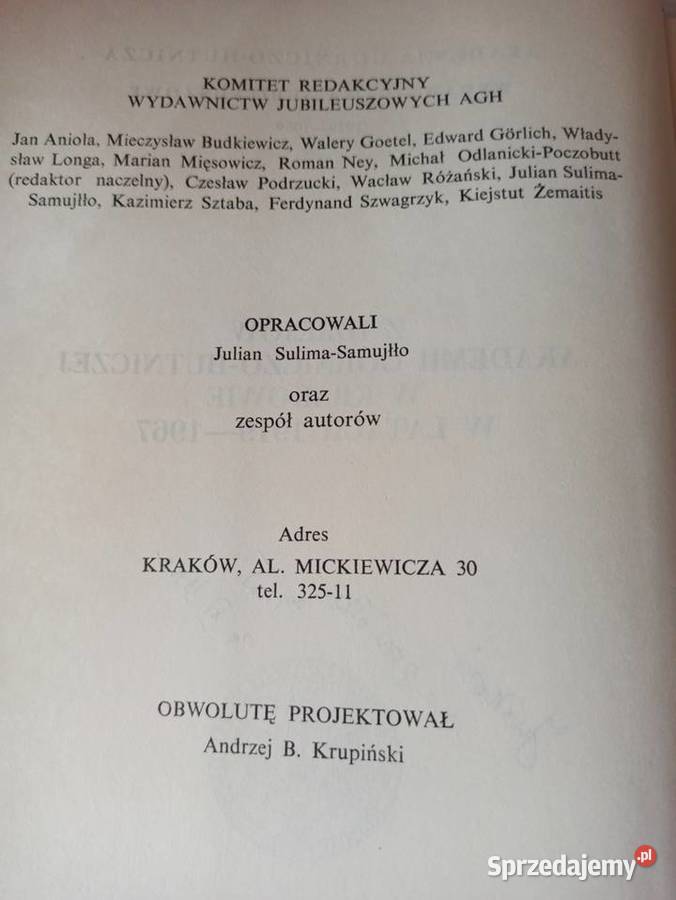 KOMITET REDAKCYJNY
WYDAWNICTW JUBILEUSZOWYCH AGH
Jan Anioła, Mieczysław Budkiewicz, Walery Goetel, Edward Görlich, Włady-
sław Longa, Marian Mięsowicz, Roman Ney, Michał Odlanicki-Poczobutt
(redaktor naczelny), Czesław Podrzucki, Wacław Różański, Julian Sulima-
Samujłło, Kazimierz Sztaba, Ferdynand Szwagrzyk, Kiejstut Żemaitis
OPRACOWALI
Julian Sulima-Samujłło
oraz
zespół autorów
Adres
KRAKÓW, AL. MICKIEWICZA 30
tel. 325-11
OBWOLUTĘ PROJEKTOWAŁ
Andrzej B. Krupiński
Sprzedajemy.pl